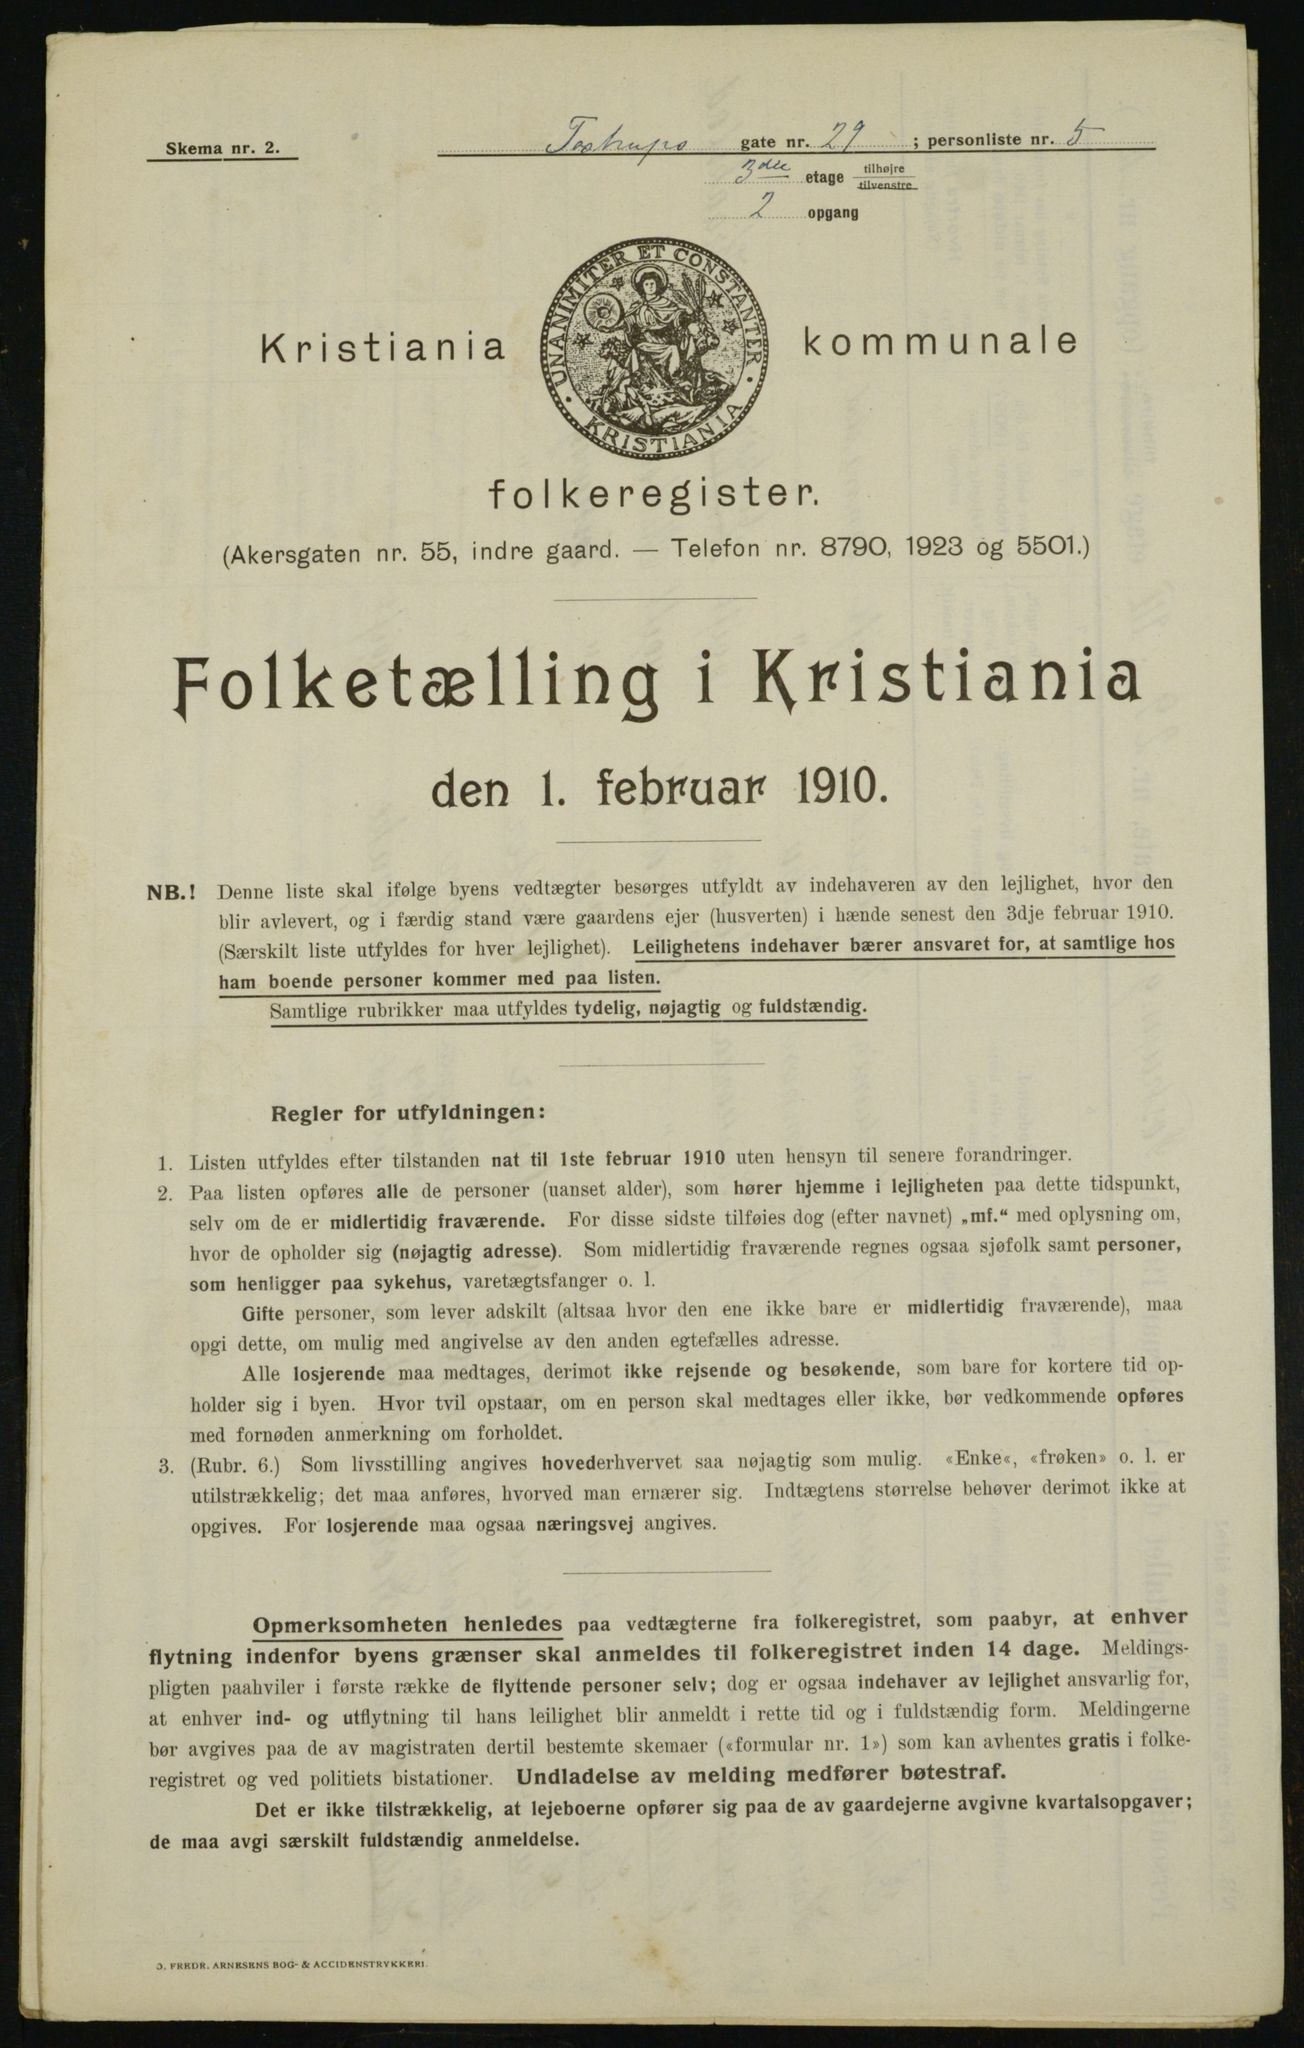 Skema nr. 2.
Tostrups gate nr. 29 ; personliste nr. 5
3die etage tilhøjre
tilvenstre
2 opgang
UNANIMITER ET CONSTANTER
KRISTIANIA
Kristiania kommunale
folkeregister.
(Akersgaten nr. 55, indre gaard. — Telefon nr. 8790, 1923 og 5501.)
Folketælling i Kristiania
den 1. februar 1910.
NB.! Denne liste skal ifølge byens vedtægter besørges utfyldt av indehaveren av den lejlighet, hvor den
blir avlevert, og i færdig stand være gaardens ejer (husverten) i hænde senest den 3dje februar 1910.
(Særskilt liste utfyldes for hver lejlighet). Leilighetens indehaver bærer ansvaret for, at samtlige hos
ham boende personer kommer med paa listen.
Samtlige rubrikker maa utfyldes tydelig, nøjagtig og fuldstændig.
Regler for utfyldningen:
1. Listen utfyldes efter tilstanden nat til 1ste februar 1910 uten hensyn til senere forandringer.
2. Paa listen opføres alle de personer (uanset alder), som hører hjemme i lejligheten paa dette tidspunkt,
selv om de er midlertidig fraværende. For disse sidste tilføies dog (efter navnet) „mf.“ med oplysning om,
hvor de opholder sig (nøjagtig adresse). Som midlertidig fraværende regnes ogsaa sjøfolk samt personer,
som henligger paa sykehus, varetægtsfanger o. l.
Gifte personer, som lever adskilt (altsaa hvor den ene ikke bare er midlertidig fraværende), maa
opgi dette, om mulig med angivelse av den anden egtefælles adresse.
Alle losjerende maa medtages, derimot ikke rejsende og besøkende, som bare for kortere tid op-
holder sig i byen. Hvor tvil opstaar, om en person skal medtages eller ikke, bør vedkommende opføres
med fornøden anmerkning om forholdet.
3. (Rubr. 6.) Som livsstilling angives hovederhvervet saa nøjagtig som mulig. «Enke«, «frøken» o. l. er
utilstrækkelig; det maa anføres, hvorved man ernærer sig. Indtægtens størrelse behøver derimot ikke at
opgives. For losjerende maa ogsaa næringsvej angives.
Opmerksomheten henledes paa vedtægterne fra folkeregistret, som paabyr, at enhver
flytning indenfor byens grænser skal anmeldes til folkeregistret inden 14 dage. Meldings-
pligten paahviler i første række de flyttende personer selv; dog er ogsaa indehaver av lejlighet ansvarlig for,
at enhver ind- og utflytning til hans leilighet blir anmeldt i rette tid og i fuldstændig form. Meldingerne
bør avgives paa de av magistraten dertil bestemte skemaer («formular nr. 1») som kan avhentes gratis i folke-
registret og ved politiets bistationer. Undladelse av melding medfører bøtestraf.
Det er ikke tilstrækkelig, at lejeboerne opfører sig paa de av gaardejerne avgivne kvartalsopgaver;
de maa avgi særskilt fuldstændig anmeldelse.
O. FREDR. ARNESENS BOG- & ACCIDENSTRYKKERI.